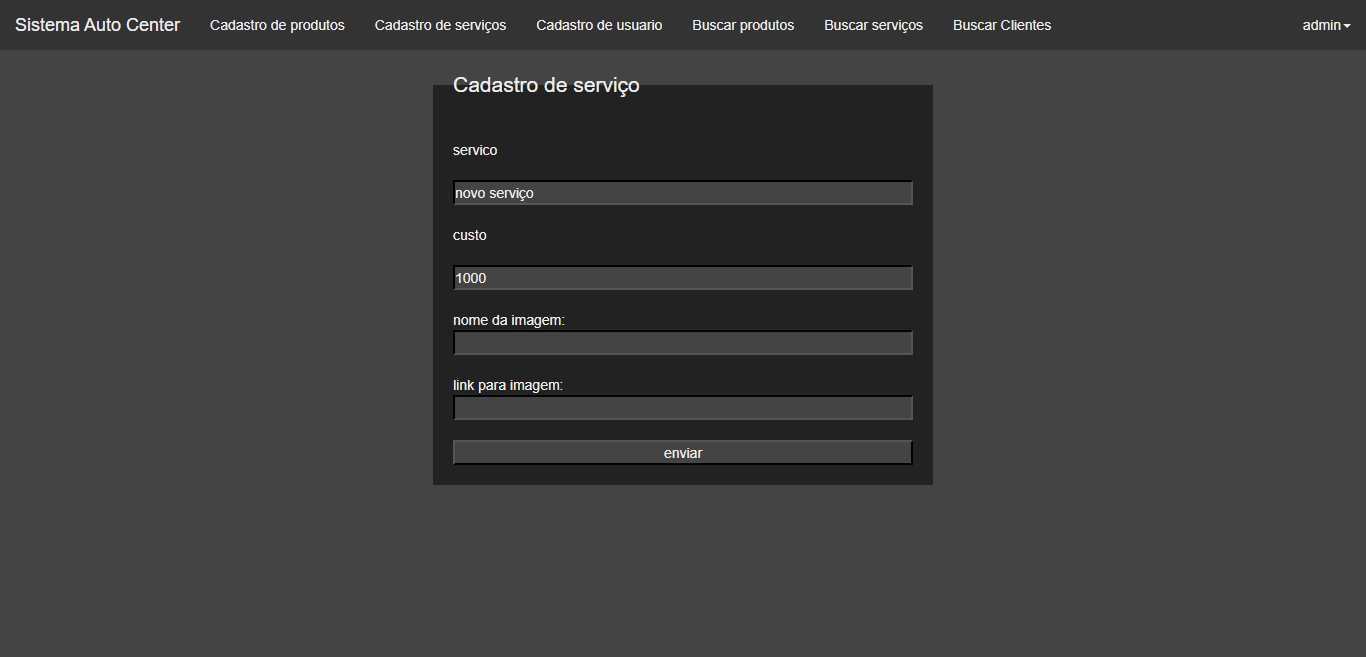 Sistema Auto Center Cadastro de produtos Cadastro de serviços Cadastro de usuario Buscar produtos Buscar serviços Buscar Clientes admin
Cadastro de serviço
servico
novo serviço
custo
1000
nome da imagem:
link para imagem:
enviar